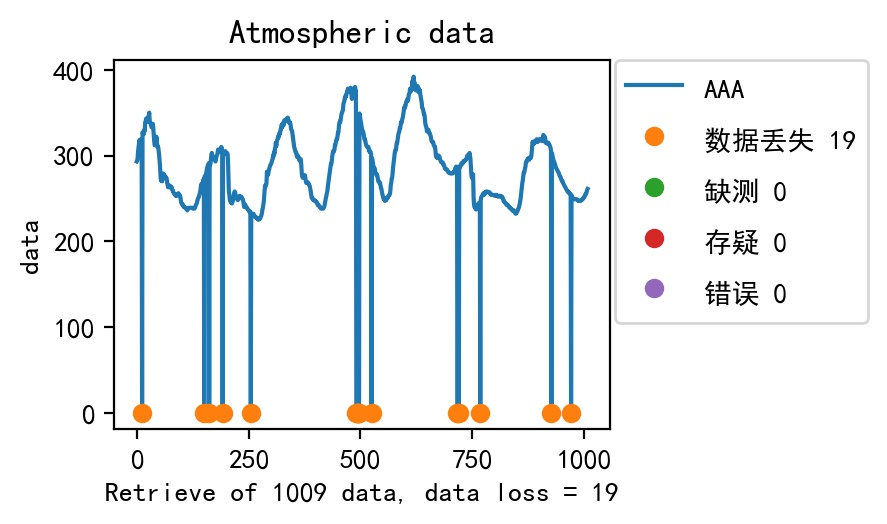 Atmospheric data
400
300
200
100
0
data
0 250 500 750 1000
Retrieve of 1009 data, data loss = 19
AAA
数据丢失 19
缺测 0
存疑 0
错误 0